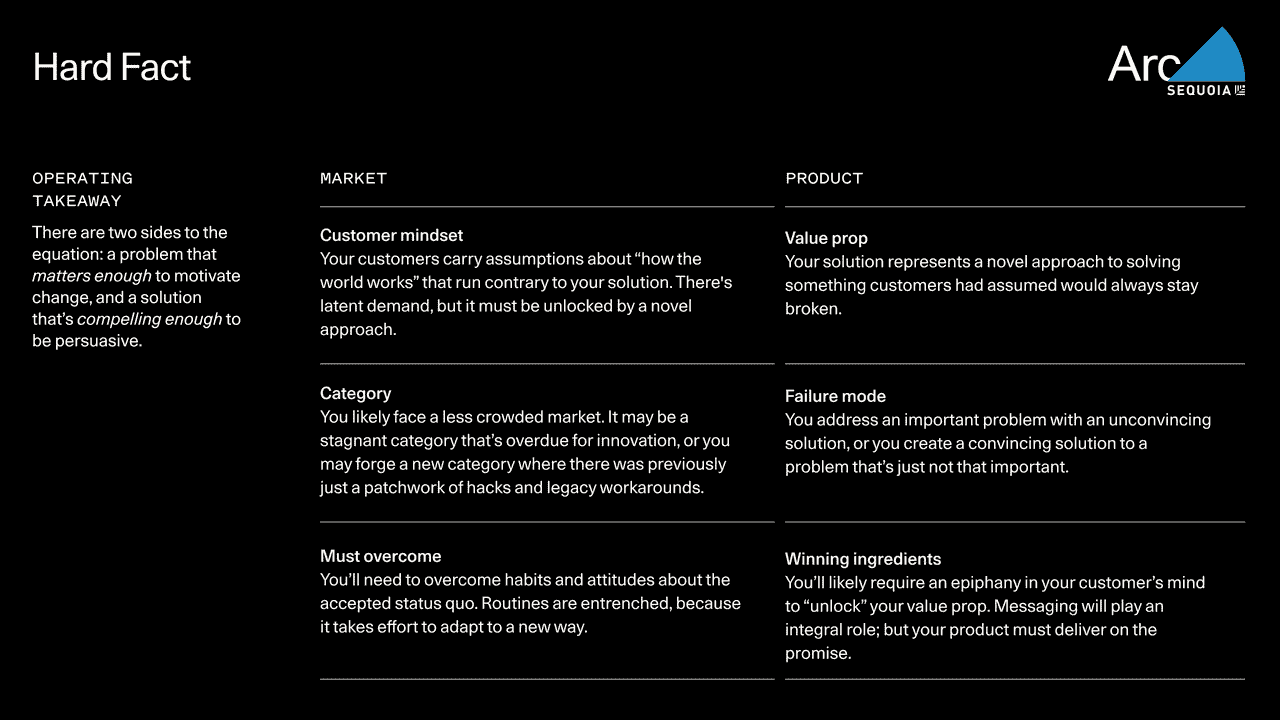 Hard Fact
Arc
SEQUOIA
OPERATING
TAKEAWAY
There are two sides to the
equation: a problem that
matters enough to motivate
change, and a solution
that’s compelling enough to
be persuasive.
MARKET
Customer mindset
Your customers carry assumptions about “how the
world works” that run contrary to your solution. There's
latent demand, but it must be unlocked by a novel
approach.
Category
You likely face a less crowded market. It may be a
stagnant category that’s overdue for innovation, or you
may forge a new category where there was previously
just a patchwork of hacks and legacy workarounds.
Must overcome
You’ll need to overcome habits and attitudes about the
accepted status quo. Routines are entrenched, because
it takes effort to adapt to a new way.
PRODUCT
Value prop
Your solution represents a novel approach to solving
something customers had assumed would always stay
broken.
Failure mode
You address an important problem with an unconvincing
solution, or you create a convincing solution to a
problem that’s just not that important.
Winning ingredients
You’ll likely require an epiphany in your customer’s mind
to “unlock” your value prop. Messaging will play an
integral role; but your product must deliver on the
promise.